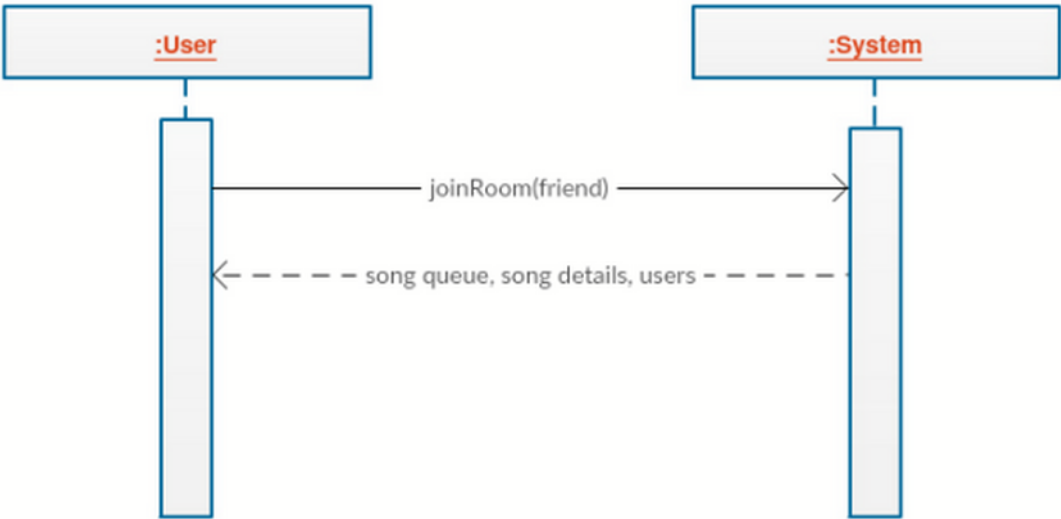 :User
:System
joinRoom(friend)
song queue, song details, users